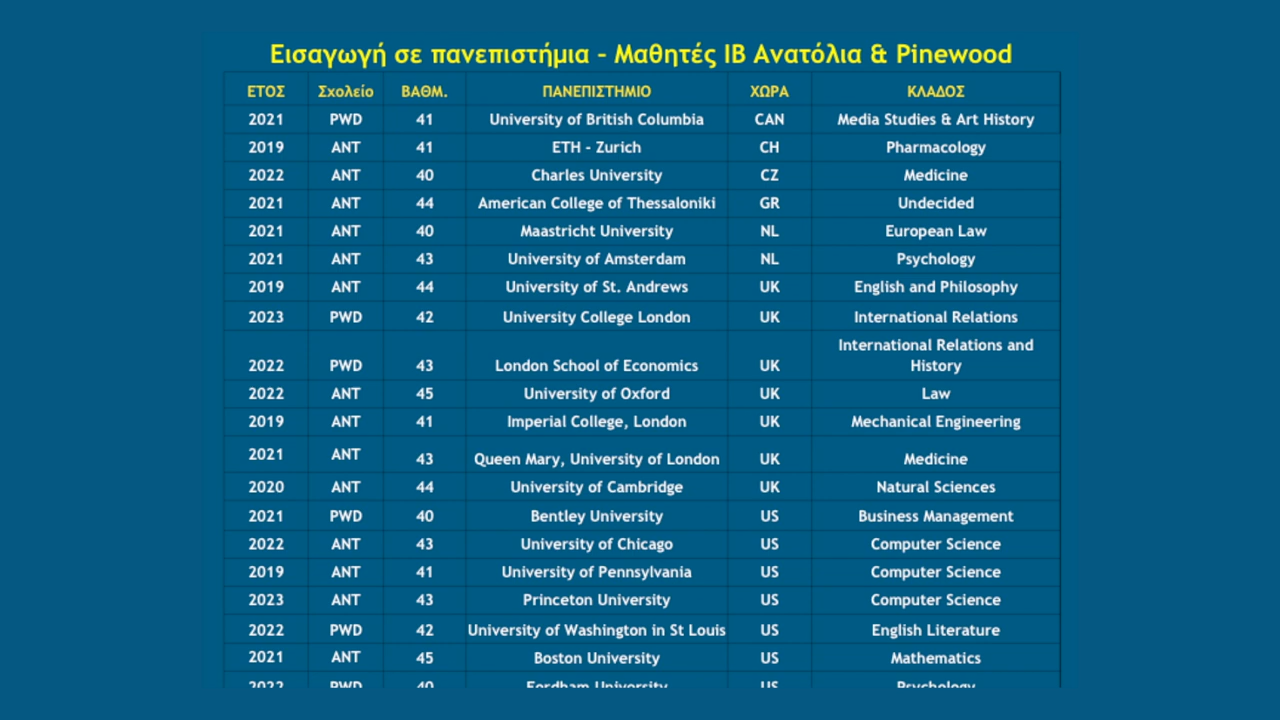 Εισαγωγή σε πανεπιστήμια – Μαθητές IB Ανατόλια & Pinewood
ΕΤΟΣ Σχολείο ΒΑΘΜ. ΠΑΝΕΠΙΣΤΗΜΙΟ ΧΩΡΑ ΚΛΑΔΟΣ
2021 PWD 41 University of British Columbia CAN Media Studies & Art History
2019 ANT 41 ETH - Zurich CH Pharmacology
2022 ANT 40 Charles University CZ Medicine
2021 ANT 44 American College of Thessaloniki GR Undecided
2021 ANT 40 Maastricht University NL European Law
2021 ANT 43 University of Amsterdam NL Psychology
2019 ANT 44 University of St. Andrews UK English and Philosophy
2023 PWD 42 University College London UK International Relations
International Relations and
2022 PWD 43 London School of Economics UK History
2022 ANT 45 University of Oxford UK Law
2019 ANT 41 Imperial College, London UK Mechanical Engineering
2021 ANT 43 Queen Mary, University of London UK Medicine
2020 ANT 44 University of Cambridge UK Natural Sciences
2021 PWD 40 Bentley University US Business Management
2022 ANT 43 University of Chicago US Computer Science
2019 ANT 41 University of Pennsylvania US Computer Science
2023 ANT 43 Princeton University US Computer Science
2022 PWD 42 University of Washington in St Louis US English Literature
2021 ANT 45 Boston University US Mathematics
2022 PWD 40 Fordham University US Psychology